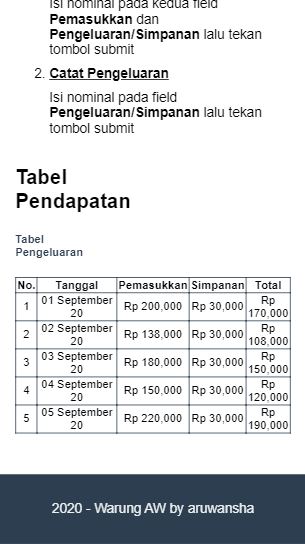 Isi nominal pada kedua field
Pemasukkan dan
Pengeluaran/Simpanan lalu tekan
tombol submit
2. Catat Pengeluaran
Isi nominal pada field
Pengeluaran/Simpanan lalu tekan
tombol submit
Tabel
Pendapatan
Tabel
Pengeluaran
No. Tanggal Pemasukkan Simpanan Total
1 01 September 20 Rp 200,000 Rp 30,000 Rp 170,000
2 02 September 20 Rp 138,000 Rp 30,000 Rp 108,000
3 03 September 20 Rp 180,000 Rp 30,000 Rp 150,000
4 04 September 20 Rp 150,000 Rp 30,000 Rp 120,000
5 05 September 20 Rp 220,000 Rp 30,000 Rp 190,000
2020 - Warung AW by aruwansha